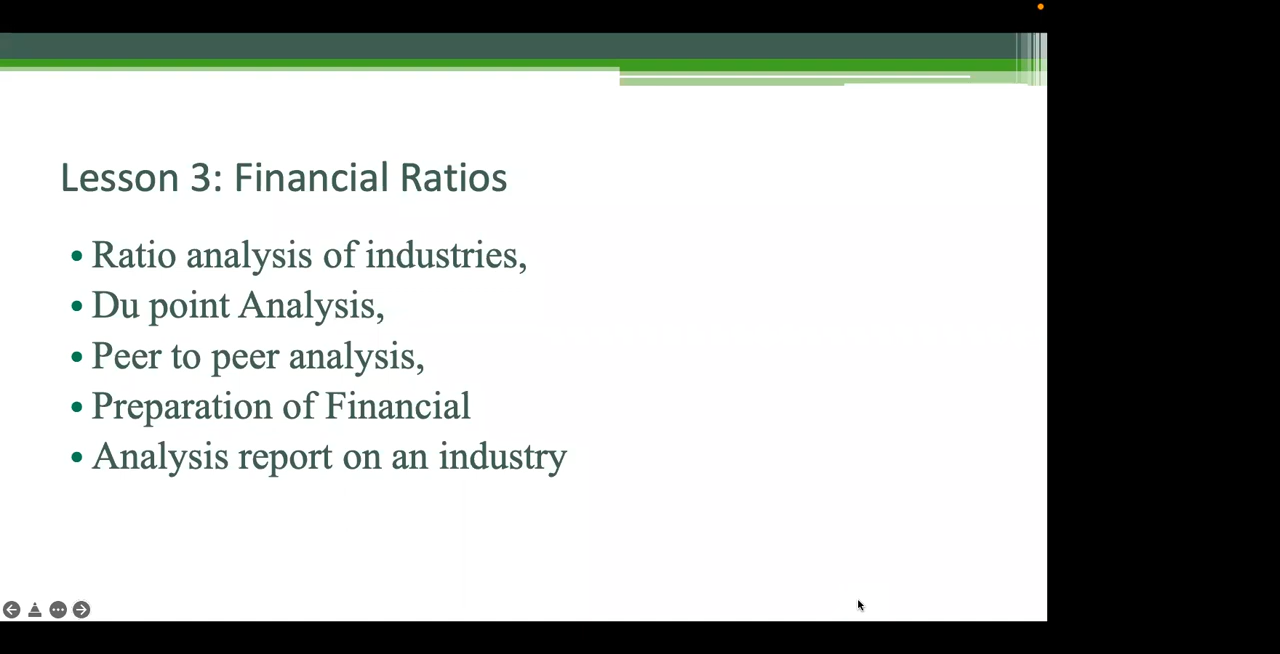 Lesson 3: Financial Ratios
• Ratio analysis of industries,
• Du point Analysis,
• Peer to peer analysis,
• Preparation of Financial
• Analysis report on an industry